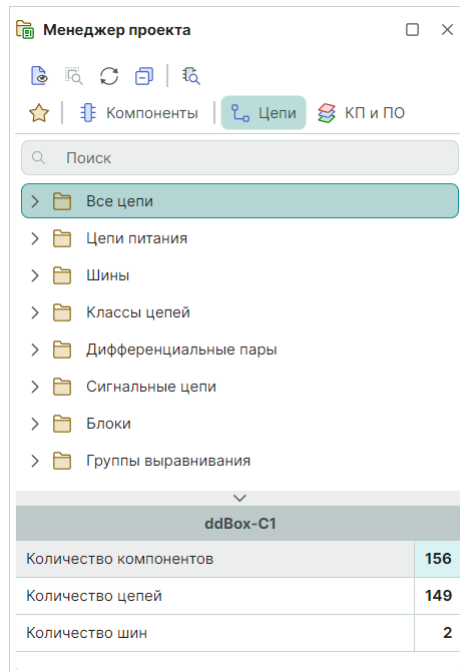 Менеджер проекта
Компоненты Цепи КП и ПО
Поиск
Все цепи
Цепи питания
Шины
Классы цепей
Дифференциальные пары
Сигнальные цепи
Блоки
Группы выравнивания
ddBox-C1
Количество компонентов 156
Количество цепей 149
Количество шин 2